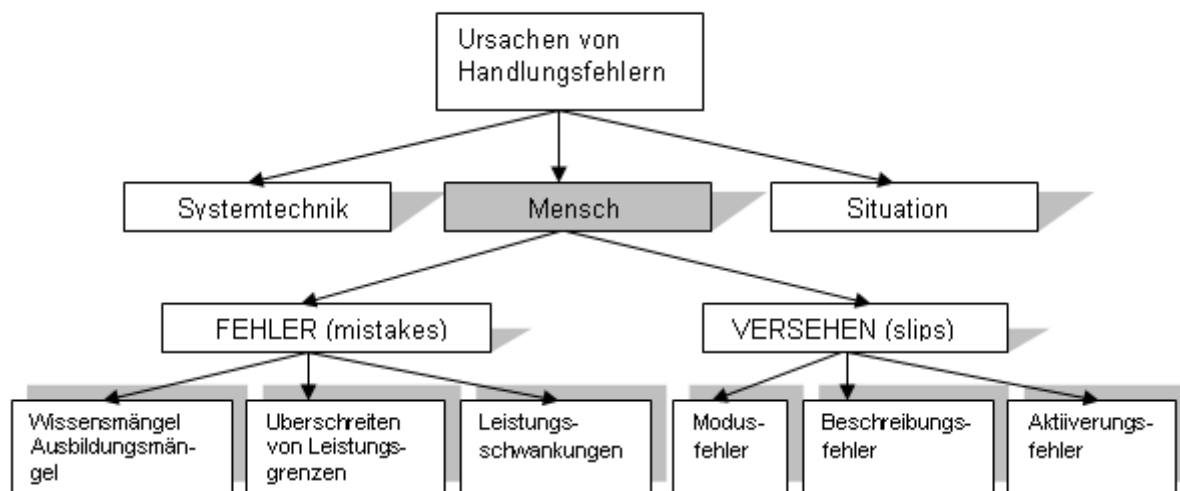 Ursachen von
Handlungsfehlern
Systemtechnik
Mensch
Situation
FEHLER (mistakes)
VERSEHEN (slips)
Wissensmängel
Ausbildungsmän-
gel
Uberschreiten
von Leistungs-
grenzen
Leistungs-
schwankungen
Modus-
fehler
Beschreibungs-
fehler
Aktiiverungs-
fehler